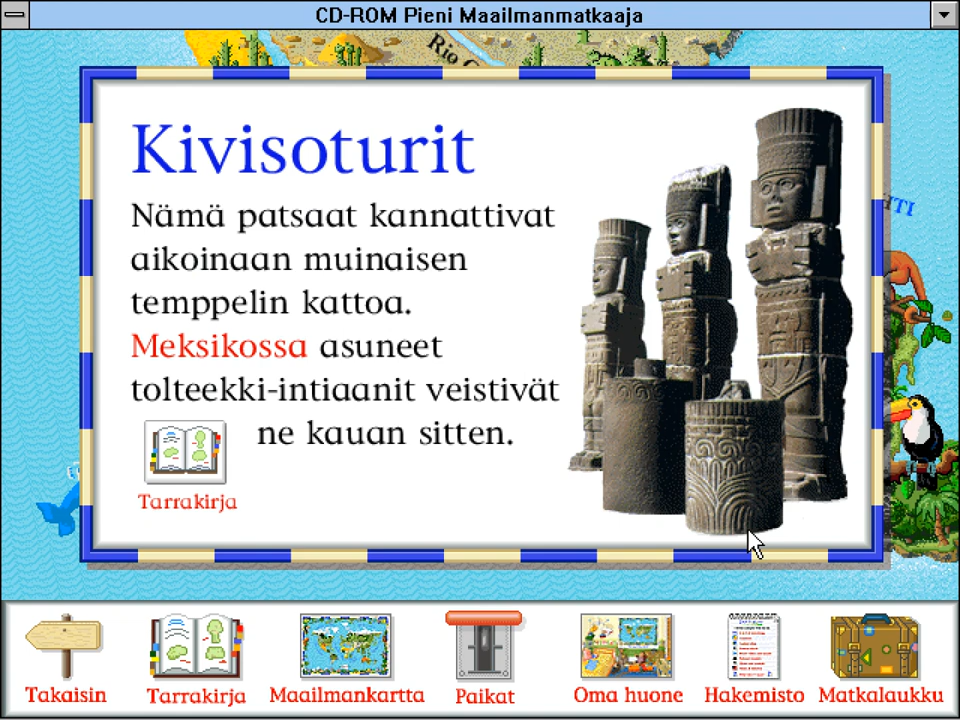 CD-ROM Pieni Maailmanmatkaaja
Rio
Kivisoturit
Nämä patsaat kannattivat
aikoinaan muinaisen
temppelin kattoa.
Meksikossa asuneet
tolteekki-intiaanit veistivät
ne kauan sitten.
Tarrakirja
Takaisin
Tarrakirja
Maailmankartta
Paikat
Oma huone
Hakemisto
Matkalaukku